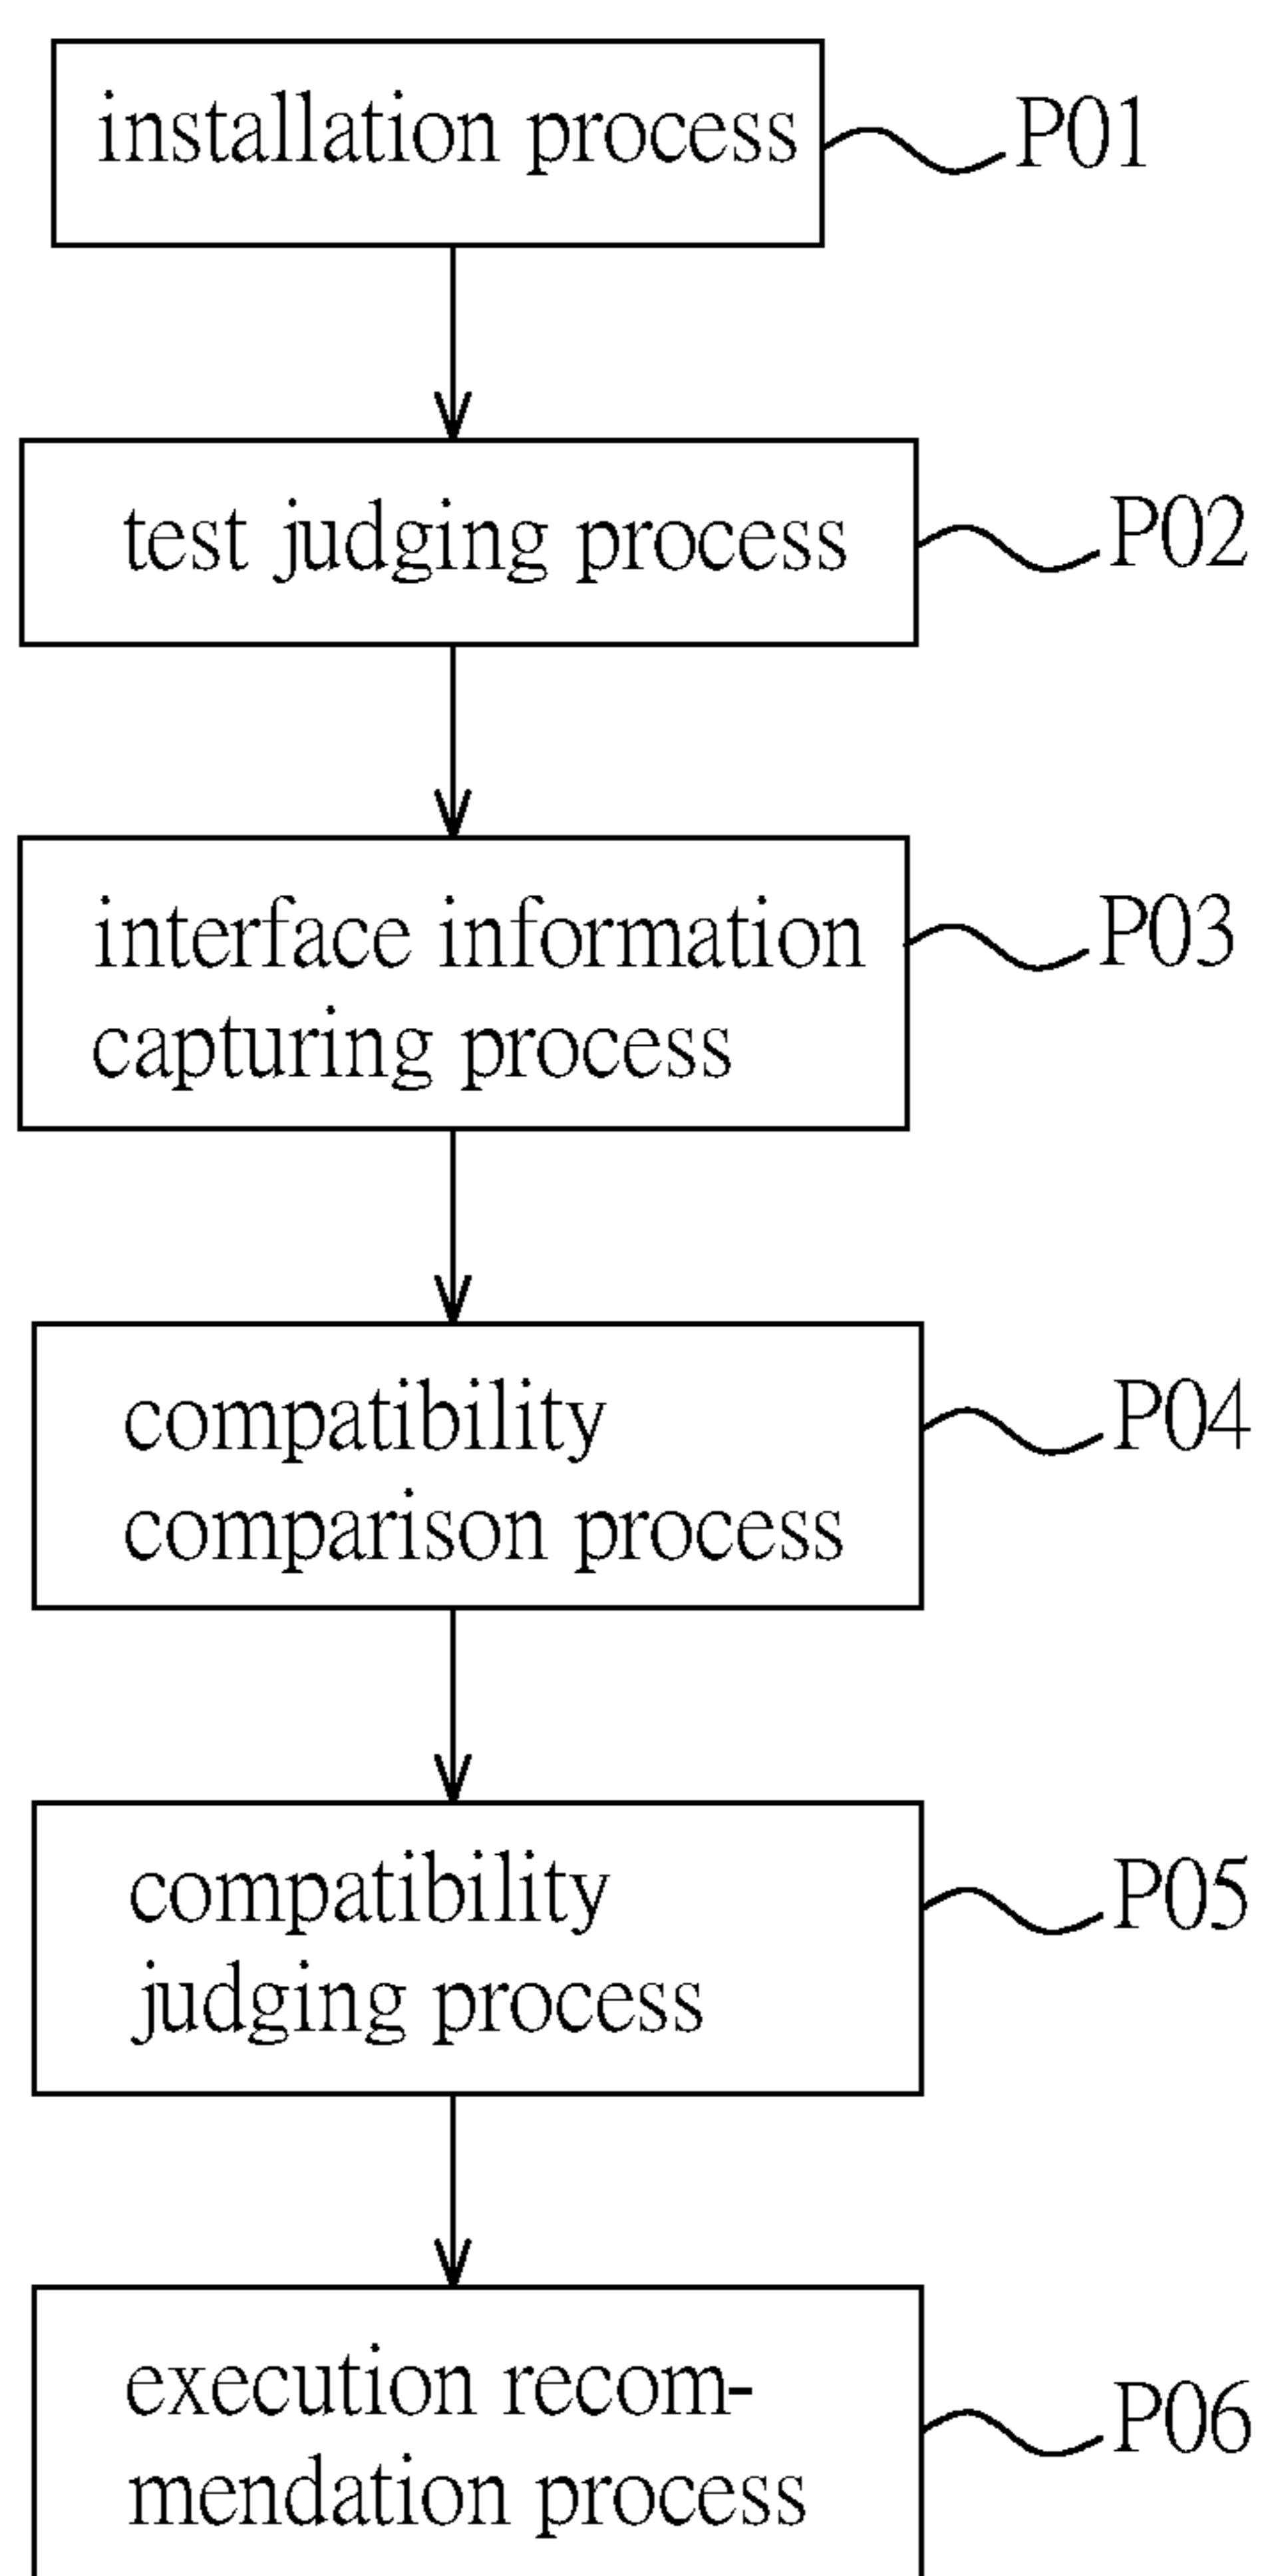 installation process P01
test judging process P02
interface information P03
capturing process
compatibility P04
comparison process
compatibility P05
judging process
execution recom- P06
mendation process